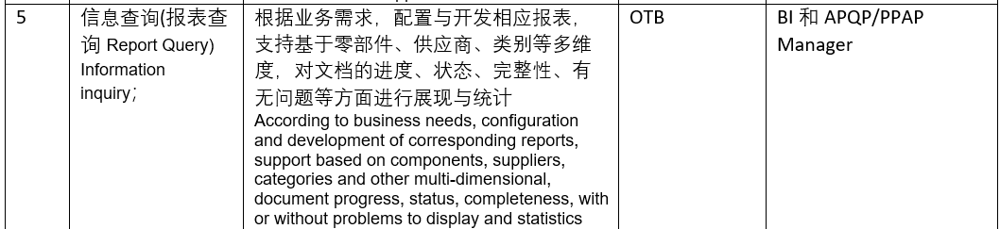 5
信息查询(报表查
询 Report Query)
Information
inquiry；
根据业务需求，配置与开发相应报表，
支持基于零部件、供应商、类别等多维
度，对文档的进度、状态、完整性、有
无问题等方面进行展现与统计
According to business needs, configuration
and development of corresponding reports,
support based on components, suppliers,
categories and other multi-dimensional,
document progress, status, completeness, with
or without problems to display and statistics
OTB
BI 和 APQP/PPAP
Manager